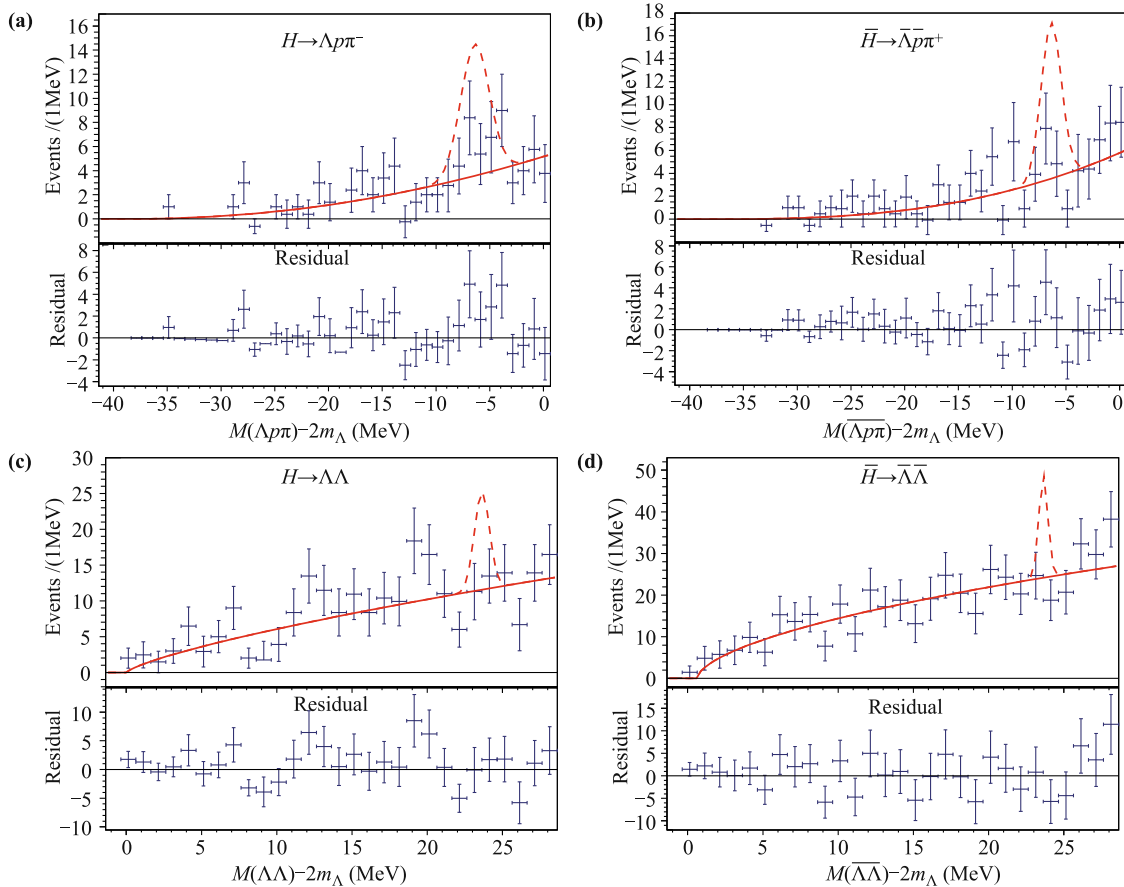 (a)
H→Λpπ⁻
Events /(1MeV)
16
14
12
10
8
6
4
2
0
Residual
Residual
8
6
4
2
0
−2
−4
−40 −35 −30 −25 −20 −15 −10 −5 0
M(Λpπ)−2m_Λ (MeV)
(b)
H̅→Λ̅p̅π⁺
Events /(1MeV)
18
16
14
12
10
8
6
4
2
0
Residual
Residual
8
6
4
2
0
−2
−4
−40 −35 −30 −25 −20 −15 −10 −5 0
M(Λ̅p̅π̅)−2m_Λ (MeV)
(c)
H→ΛΛ
Events /(1MeV)
30
25
20
15
10
5
0
Residual
Residual
10
5
0
−5
−10
0 5 10 15 20 25
M(ΛΛ)−2m_Λ (MeV)
(d)
H̅→Λ̅Λ̅
Events /(1MeV)
50
40
30
20
10
0
Residual
Residual
15
10
5
0
−5
−10
0 5 10 15 20 25
M(Λ̅Λ̅)−2m_Λ (MeV)